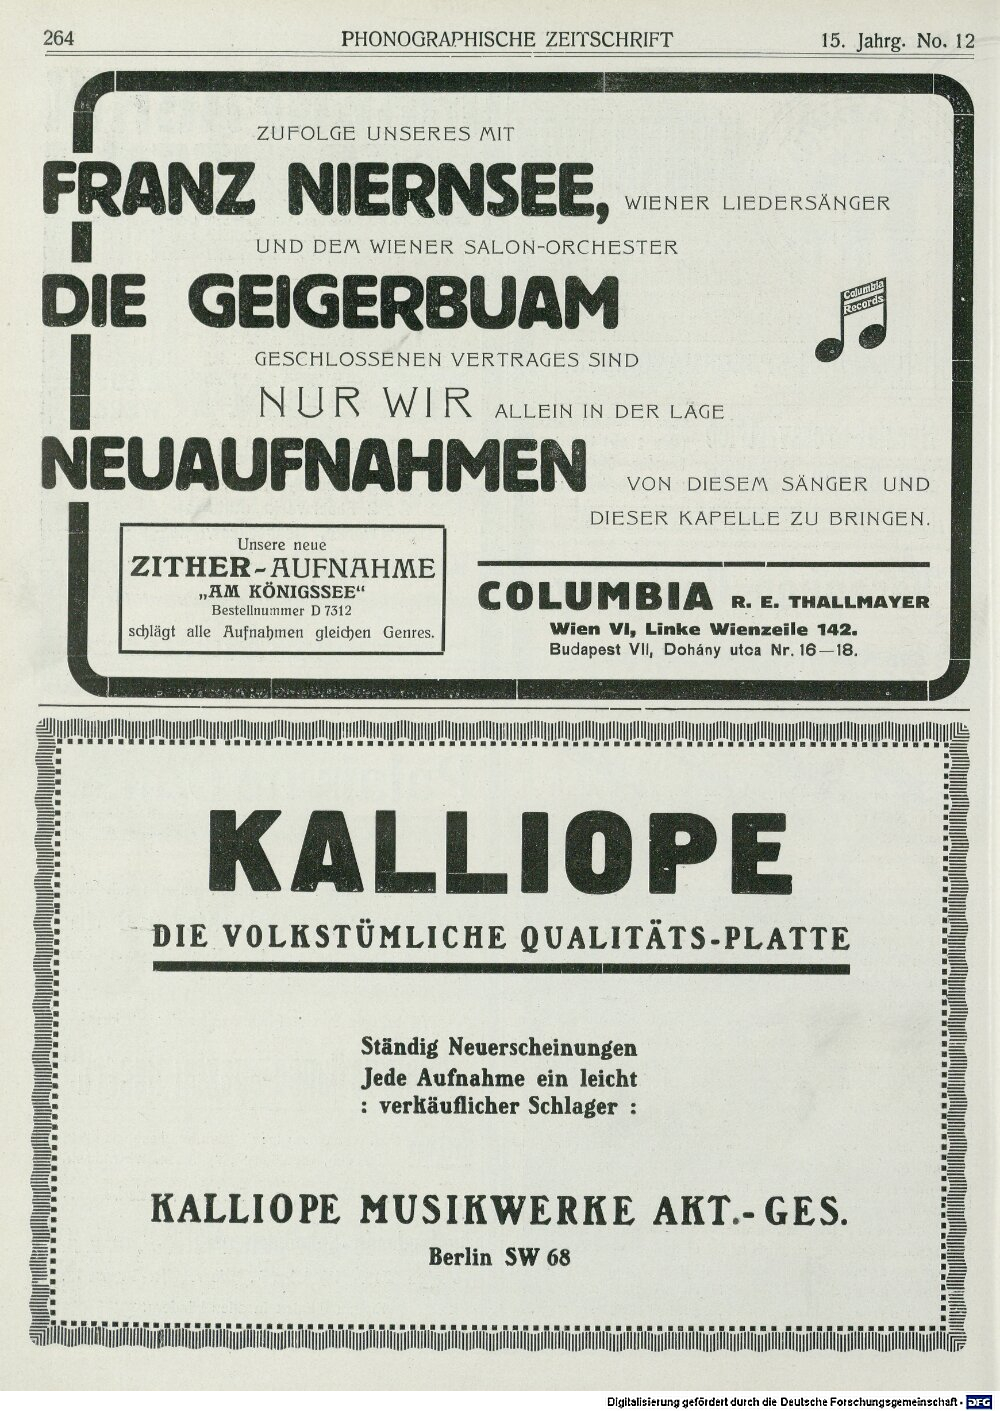 264 PHONOGRAPHISCHE ZEITSCHRIFT 15. Jahrg. No. 12
ZUFOLGE UNSERES MIT
FRANZ NIERNSEE, WIENER LIEDERSÄNGER
UND DEM WIENER SALON-ORCHESTER
DIE GEIGERBUAM
Columbia
Records
GESCHLOSSENEN VERTRAGES SIND
NUR WIR ALLEIN IN DER LAGE
NEUAUFNAHMEN VON DIESEM SÄNGER UND
DIESER KAPELLE ZU BRINGEN.
Unsere neue
ZITHER-AUFNAHME
„AM KÖNIGSSEE“
Bestellnummer D 7312
schlägt alle Aufnahmen gleichen Genres.
COLUMBIA R. E. THALLMAYER
Wien VI, Linke Wienzeile 142.
Budapest VII, Dohány utca Nr. 16—18.
KALLIOPE
DIE VOLKSTÜMLICHE QUALITÄTS-PLATTE
Ständig Neuerscheinungen
Jede Aufnahme ein leicht
: verkäuflicher Schlager :
KALLIOPE MUSIKWERKE AKT.-GES.
Berlin SW 68
Digitalisierung gefördert durch die Deutsche Forschungsgemeinschaft - DFG